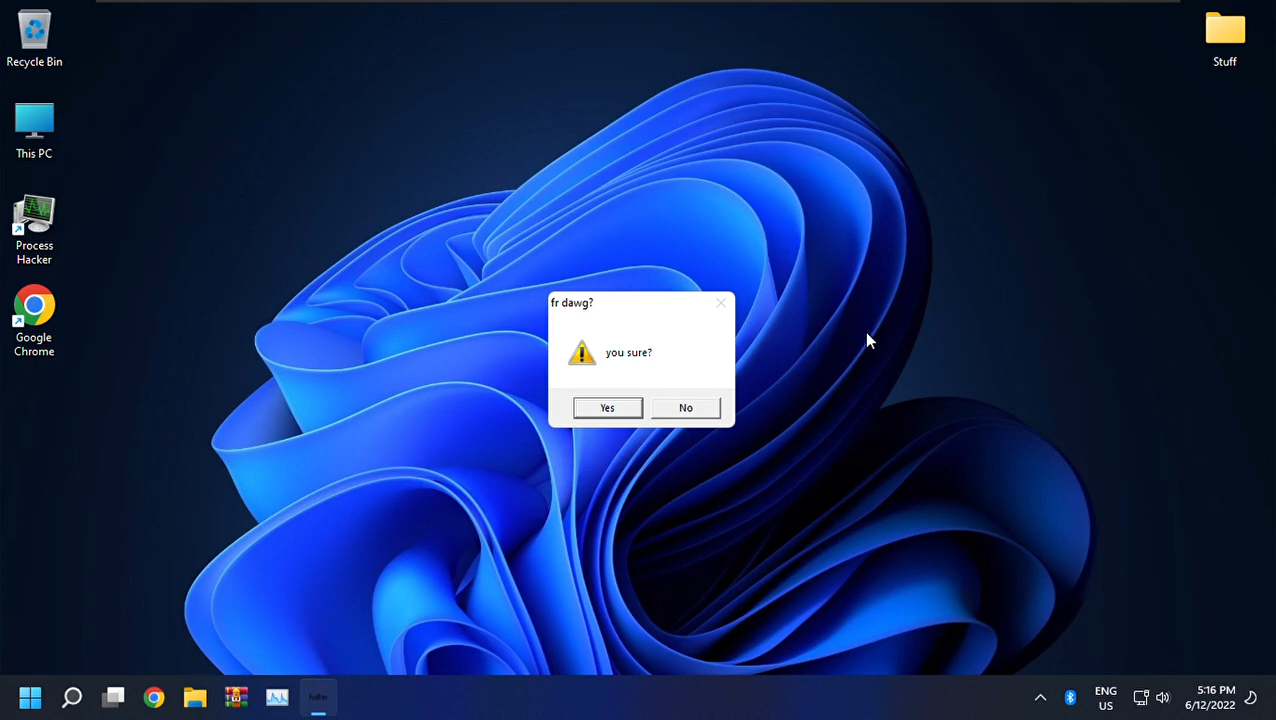 Recycle Bin
Stuff
This PC
Process
Hacker
Google
Chrome
fr dawg?
you sure?
Yes
No
ENG
US
5:16 PM
6/12/2022